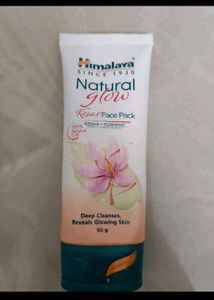 Himalaya
SINCE 1930
Natural
glow
Kesar Face Pack
KESAR • TURMERIC
Deep Cleanses,
Reveals Glowing Skin
50 g